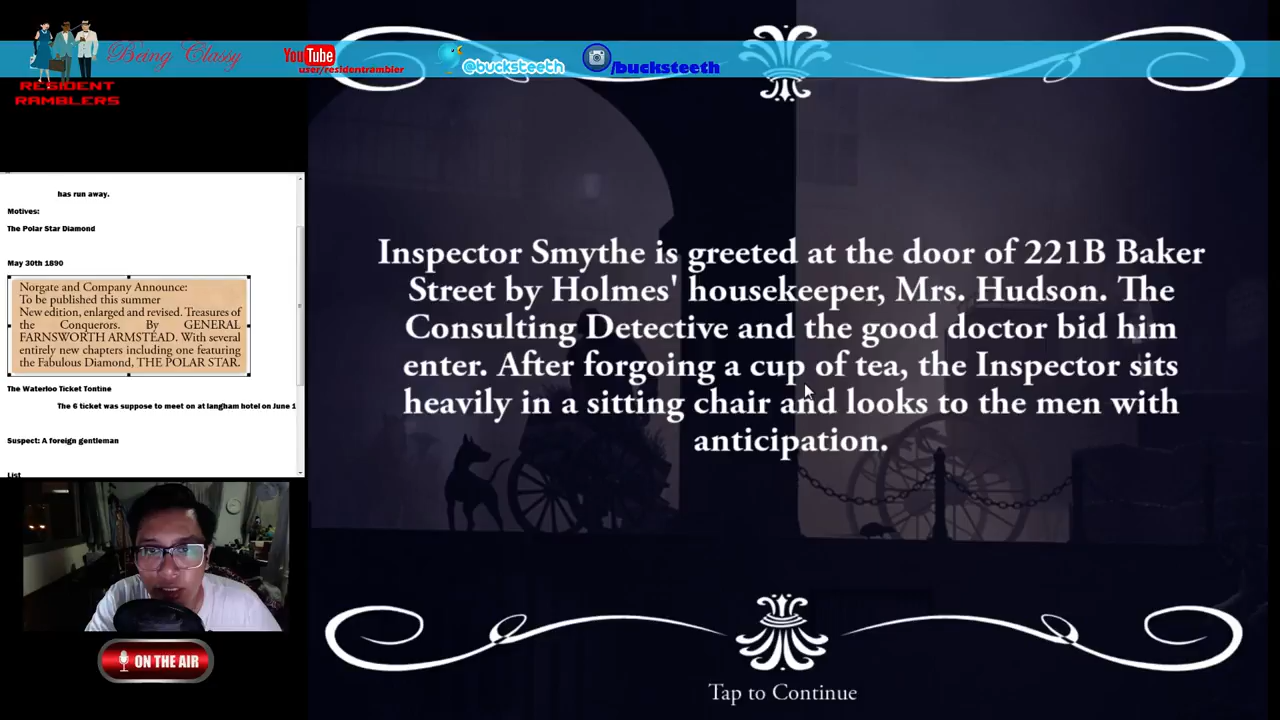 Being Classy
RESIDENT
RAMBLERS
YouTube
user/residentrambler
@bucksteeth
/bucksteeth
has run away.
Motives:
The Polar Star Diamond
May 30th 1890
Norgate and Company Announce:
To be published this summer
New edition, enlarged and revised. Treasures of
the Conquerors. By GENERAL
FARNSWORTH ARMSTEAD. With several
entirely new chapters including one featuring
the Fabulous Diamond, THE POLAR STAR.
The Waterloo Ticket Tontine
The 6 ticket was suppose to meet on at langham hotel on June 1
Suspect: A foreign gentleman
List
ON THE AIR
Inspector Smythe is greeted at the door of 221B Baker
Street by Holmes' housekeeper, Mrs. Hudson. The
Consulting Detective and the good doctor bid him
enter. After forgoing a cup of tea, the Inspector sits
heavily in a sitting chair and looks to the men with
anticipation.
Tap to Continue